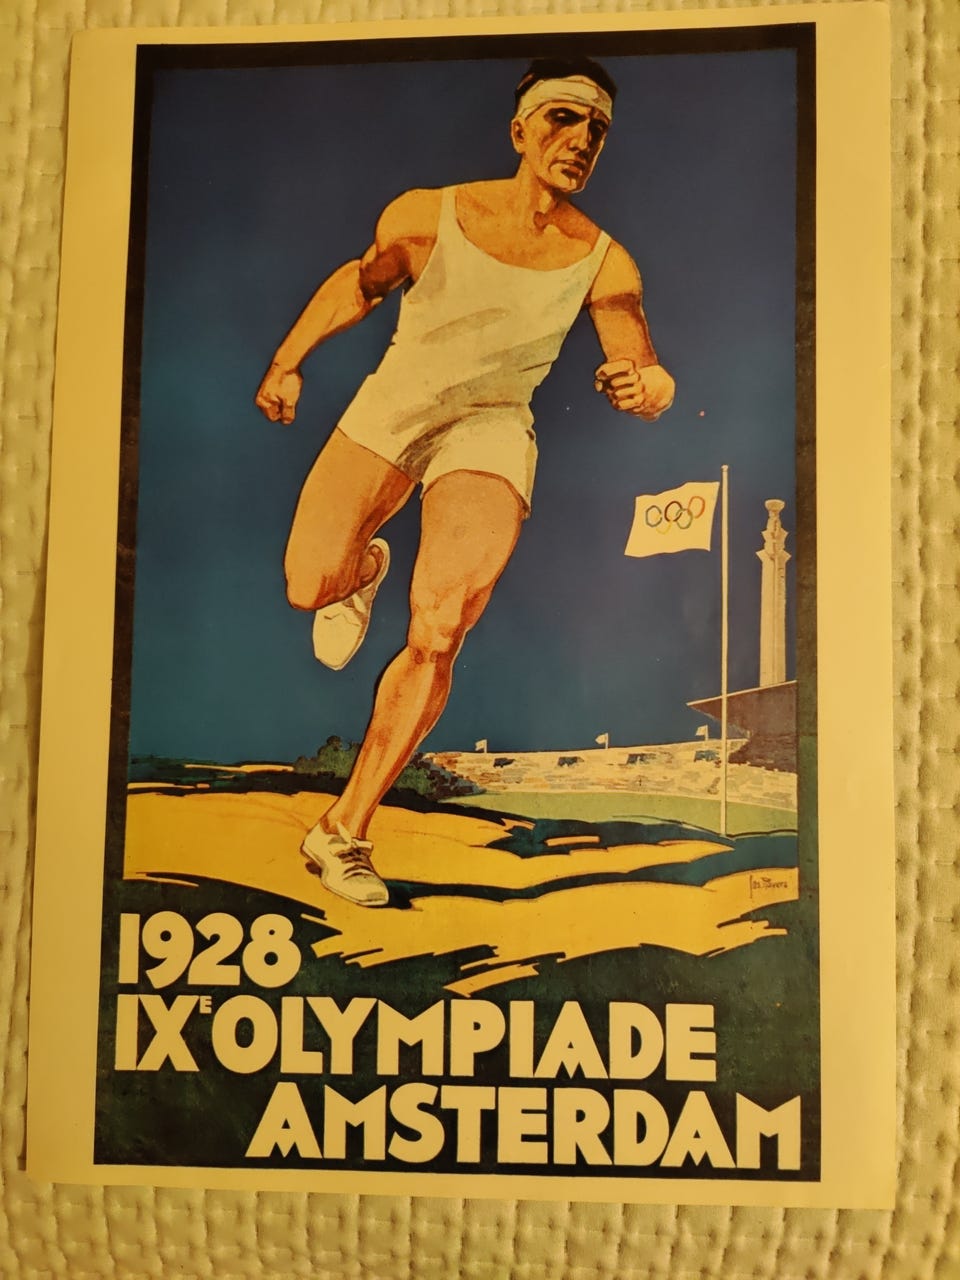 1928
IXᴱ OLYMPIADE
AMSTERDAM